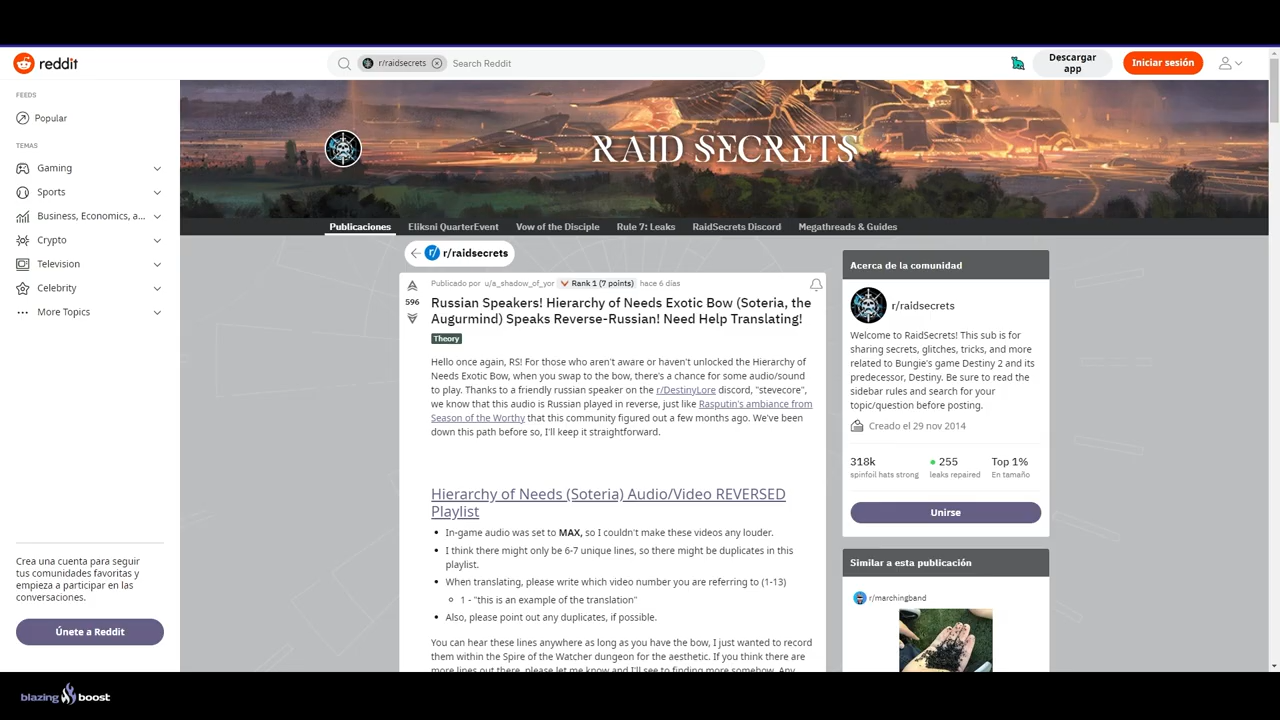 reddit
r/raidsecrets
Search Reddit
Descargar
app
Iniciar sesión
FEEDS
Popular
TEMAS
Gaming
Sports
Business, Economics, a...
Crypto
Television
Celebrity
More Topics
Crea una cuenta para seguir
tus comunidades favoritas y
empieza a participar en las
conversaciones.
Únete a Reddit
RAID SECRETS
Publicaciones
Eliksni QuarterEvent
Vow of the Disciple
Rule 7: Leaks
RaidSecrets Discord
Megathreads & Guides
r/raidsecrets
596
Publicado por u/a_shadow_of_yor Rank 1 (7 points) hace 6 días
Russian Speakers! Hierarchy of Needs Exotic Bow (Soteria, the
Augurmind) Speaks Reverse-Russian! Need Help Translating!
Theory
Hello once again, RS! For those who aren't aware or haven't unlocked the Hierarchy of
Needs Exotic Bow, when you swap to the bow, there's a chance for some audio/sound
to play. Thanks to a friendly russian speaker on the r/DestinyLore discord, "stevecore",
we know that this audio is Russian played in reverse, just like Rasputin's ambiance from
Season of the Worthy that this community figured out a few months ago. We've been
down this path before so, I'll keep it straightforward.
Hierarchy of Needs (Soteria) Audio/Video REVERSED
Playlist
• In-game audio was set to MAX, so I couldn't make these videos any louder.
• I think there might only be 6-7 unique lines, so there might be duplicates in this
playlist.
• When translating, please write which video number you are referring to (1-13)
1 - "this is an example of the translation"
• Also, please point out any duplicates, if possible.
You can hear these lines anywhere as long as you have the bow, I just wanted to record
them within the Spire of the Watcher dungeon for the aesthetic. If you think there are
more lines out there, please let me know and I'll see to finding more somehow. Any
Acerca de la comunidad
r/raidsecrets
Welcome to RaidSecrets! This sub is for
sharing secrets, glitches, tricks, and more
related to Bungie's game Destiny 2 and its
predecessor, Destiny. Be sure to read the
sidebar rules and search for your
topic/question before posting.
Creado el 29 nov 2014
318k
spinfoil hats strong
255
leaks repaired
Top 1%
En tamaño
Unirse
Similar a esta publicación
r/marchingband
blazing boost